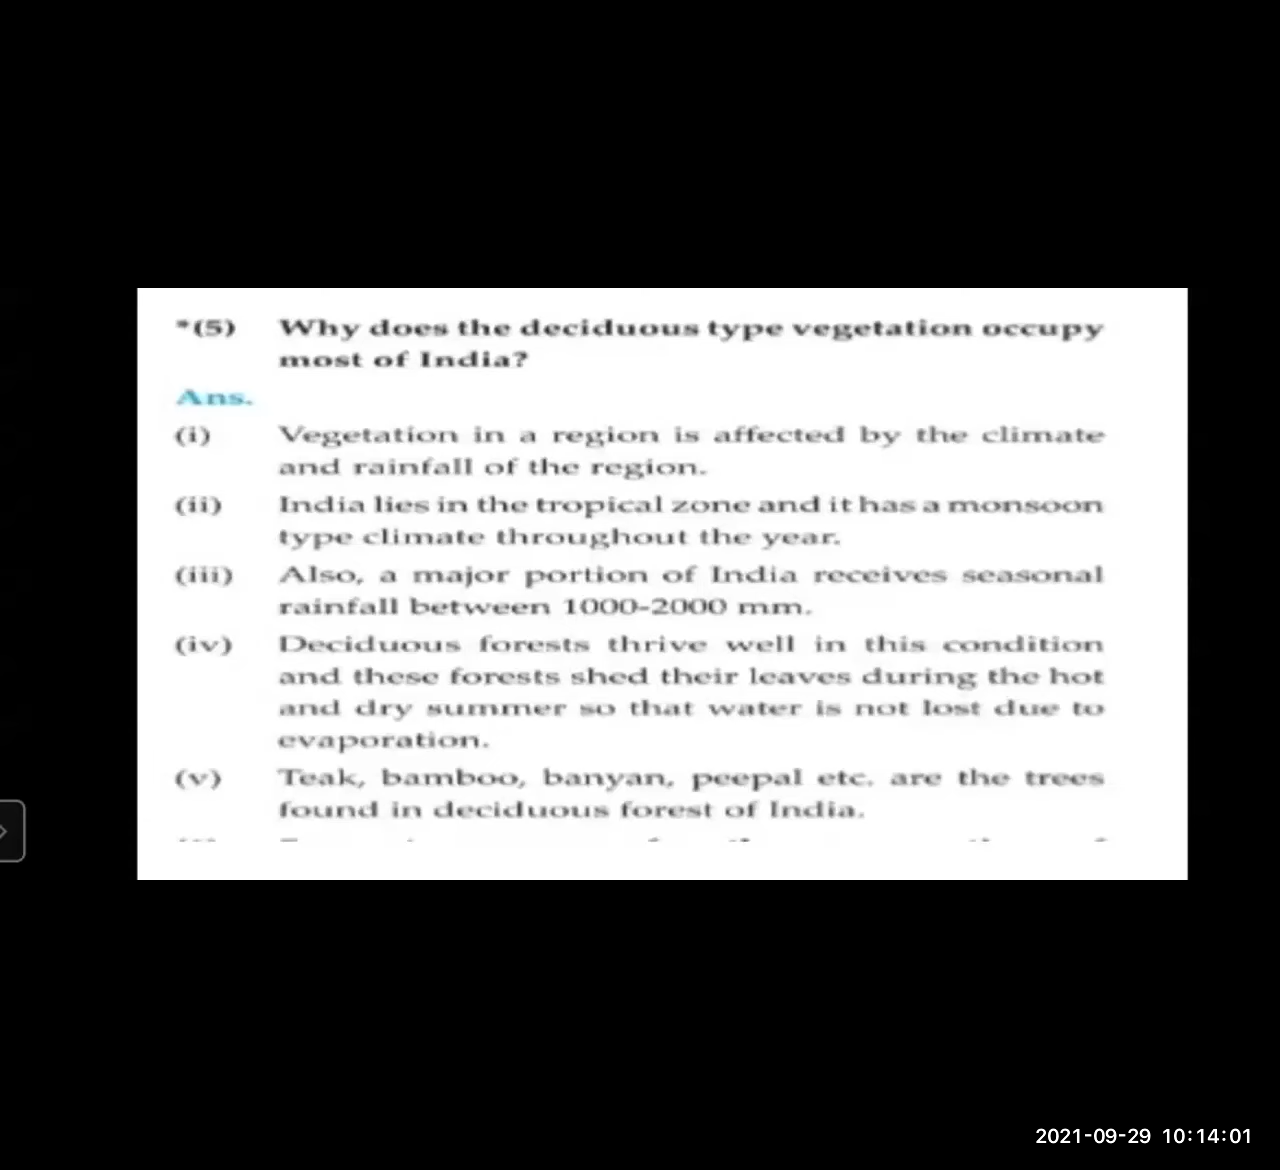 *(5) Why does the deciduous type vegetation occupy
most of India?
Ans.
(i) Vegetation in a region is affected by the climate
and rainfall of the region.
(ii) India lies in the tropical zone and it has a monsoon
type climate throughout the year.
(iii) Also, a major portion of India receives seasonal
rainfall between 1000-2000 mm.
(iv) Deciduous forests thrive well in this condition
and these forests shed their leaves during the hot
and dry summer so that water is not lost due to
evaporation.
(v) Teak, bamboo, banyan, peepal etc. are the trees
found in deciduous forest of India.
2021-09-29 10:14:01